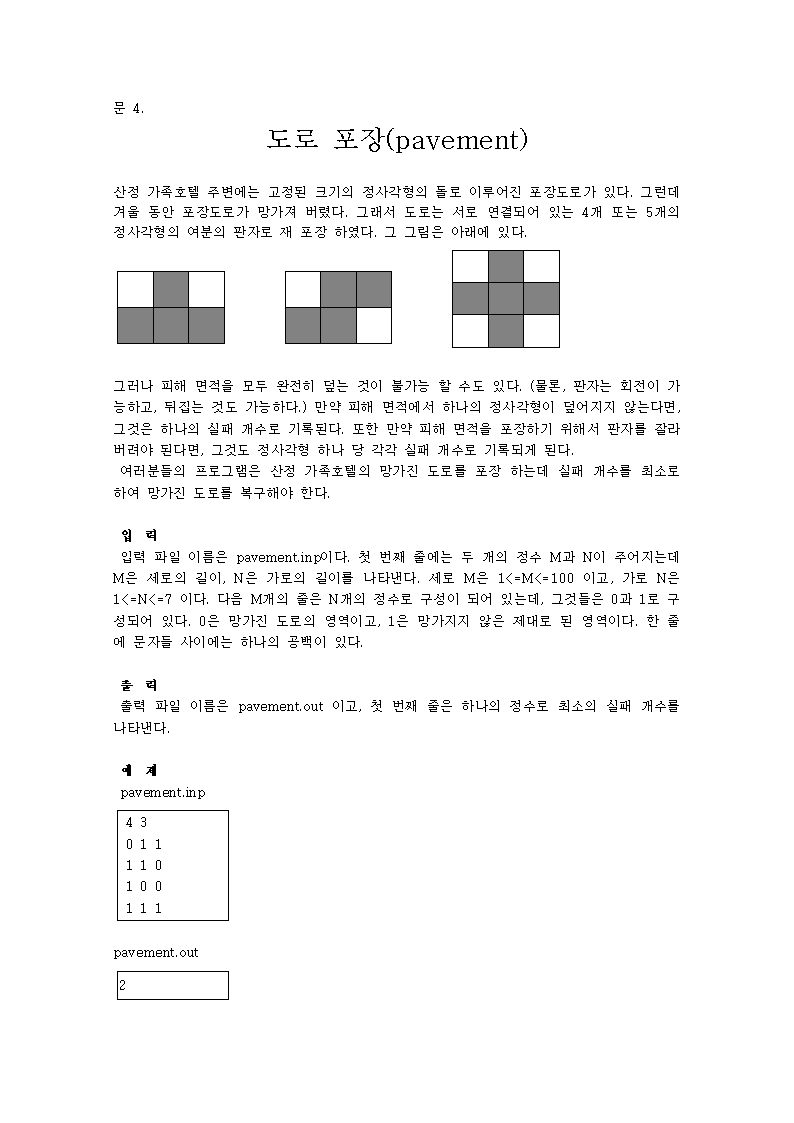 문 4.
도로 포장(pavement)
산정 가족호텔 주변에는 고정된 크기의 정사각형의 돌로 이루어진 포장도로가 있다. 그런데
겨울 동안 포장도로가 망가져 버렸다. 그래서 도로는 서로 연결되어 있는 4개 또는 5개의
정사각형의 여분의 판자로 재 포장 하였다. 그 그림은 아래에 있다.
그러나 피해 면적을 모두 완전히 덮는 것이 불가능 할 수도 있다. (물론, 판자는 회전이 가
능하고, 뒤집는 것도 가능하다.) 만약 피해 면적에서 하나의 정사각형이 덮어지지 않는다면,
그것은 하나의 실패 개수로 기록된다. 또한 만약 피해 면적을 포장하기 위해서 판자를 잘라
버려야 된다면, 그것도 정사각형 하나 당 각각 실패 개수로 기록되게 된다.
여러분들의 프로그램은 산정 가족호텔의 망가진 도로를 포장 하는데 실패 개수를 최소로
하여 망가진 도로를 복구해야 한다.
입 력
입력 파일 이름은 pavement.inp이다. 첫 번째 줄에는 두 개의 정수 M과 N이 주어지는데
M은 세로의 길이, N은 가로의 길이를 나타낸다. 세로 M은 1<=M<=100 이고, 가로 N은
1<=N<=7 이다. 다음 M개의 줄은 N개의 정수로 구성이 되어 있는데, 그것들은 0과 1로 구
성되어 있다. 0은 망가진 도로의 영역이고, 1은 망가지지 않은 제대로 된 영역이다. 한 줄
에 문자들 사이에는 하나의 공백이 있다.
출 력
출력 파일 이름은 pavement.out 이고, 첫 번째 줄은 하나의 정수로 최소의 실패 개수를
나타낸다.
예 제
pavement.inp
4 3
0 1 1
1 1 0
1 0 0
1 1 1
pavement.out
2